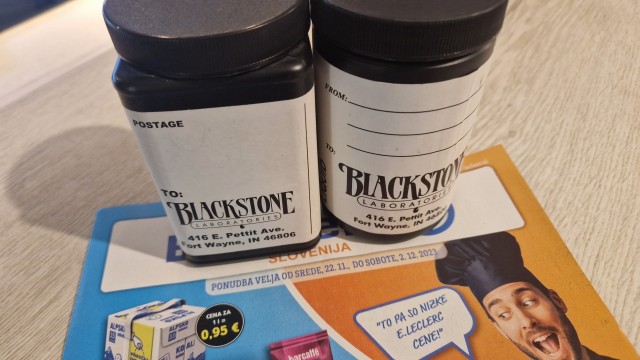 POSTAGE
TO:
BLACKSTONE
LABORATORIES
416 E. Pettit Ave.
Fort Wayne, IN 46806
FROM:
TO:
BLACKSTONE
LABORATORIES
416 E. Pettit Ave.
Fort Wayne, IN
SLOVENIJA
PONUDBA VELJA OD SREDE, 22. 11., DO SOBOTE, 2. 12. 2023
CENA ZA
1 l =
0,95 €
barcaffè
"TO PA SO NIZKE
E.LECLERC
CENE!"